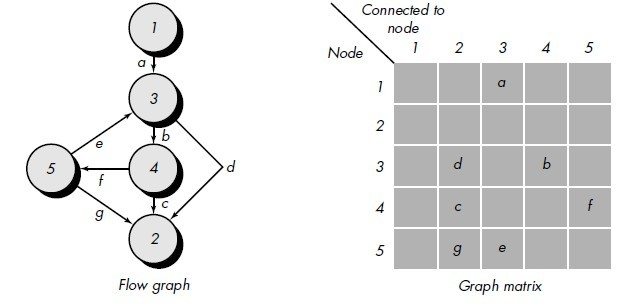 1
a
3
b
e
d
5
4
f
c
g
2
Flow graph
Connected to
node
Node
1 2 3 4 5
1 a
2
3 d b
4 c f
5 g e
Graph matrix